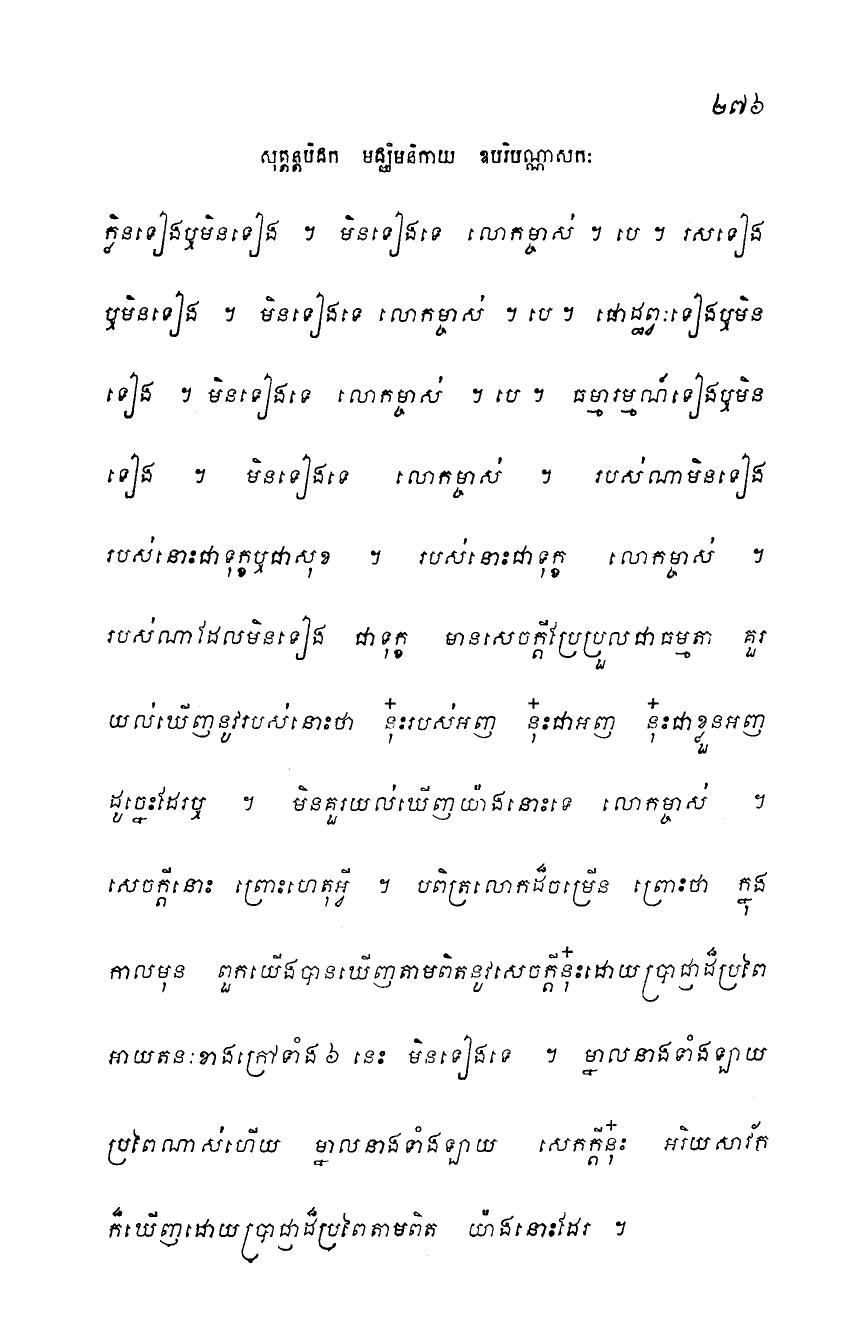 ២៧៦
សុត្តន្តបិដក មជ្ឈិមនិកាយ ឧបរិបណ្ណាសកៈ
ក្លិនទៀងឬមិនទៀង ។ មិនទៀងទេ លោកម្ចាស់ ។ បេ ។ រសទៀង
ឬមិនទៀង ។ មិនទៀងទេ លោកម្ចាស់ ។ បេ ។ ផោដ្ឋព្វៈទៀងឬមិន
ទៀង ។ មិនទៀងទេ លោកម្ចាស់ ។ បេ ។ ធម្មារម្មណ៍ទៀងឬមិន
ទៀង ។ មិនទៀងទេ លោកម្ចាស់ ។ របស់ណាមិនទៀង
របស់នោះជាទុក្ខឬជាសុខ ។ របស់នោះជាទុក្ខ លោកម្ចាស់ ។
របស់ណាដែលមិនទៀង ជាទុក្ខ មានសេចក្តីប្រែប្រួលជាធម្មតា គួរ
យល់ឃើញនូវរបស់នោះថា នុ៎ះរបស់អញ នុ៎ះជាអញ នុ៎ះជាខ្លួនអញ
ដូច្នេះដែរឬ ។ មិនគួរយល់ឃើញយ៉ាងនោះទេ លោកម្ចាស់ ។
សេចក្តីនោះ ព្រោះហេតុអ្វី ។ បពិត្រលោកដ៏ចម្រើន ព្រោះថា ក្នុង
កាលមុន ពួកយើងបានឃើញតាមពិតនូវសេចក្តីនុ៎ះដោយប្រាជ្ញាដ៏ប្រពៃ
អាយតនៈខាងក្រៅទាំង៦ នេះ មិនទៀងទេ ។ ម្នាលនាងទាំងឡាយ
ប្រពៃណាស់ហើយ ម្នាលនាងទាំងឡាយ សេកក្តីនុ៎ះ អរិយសាវ័ក
ក៏ឃើញដោយប្រាជ្ញាដ៏ប្រពៃតាមពិត យ៉ាងនោះដែរ ។